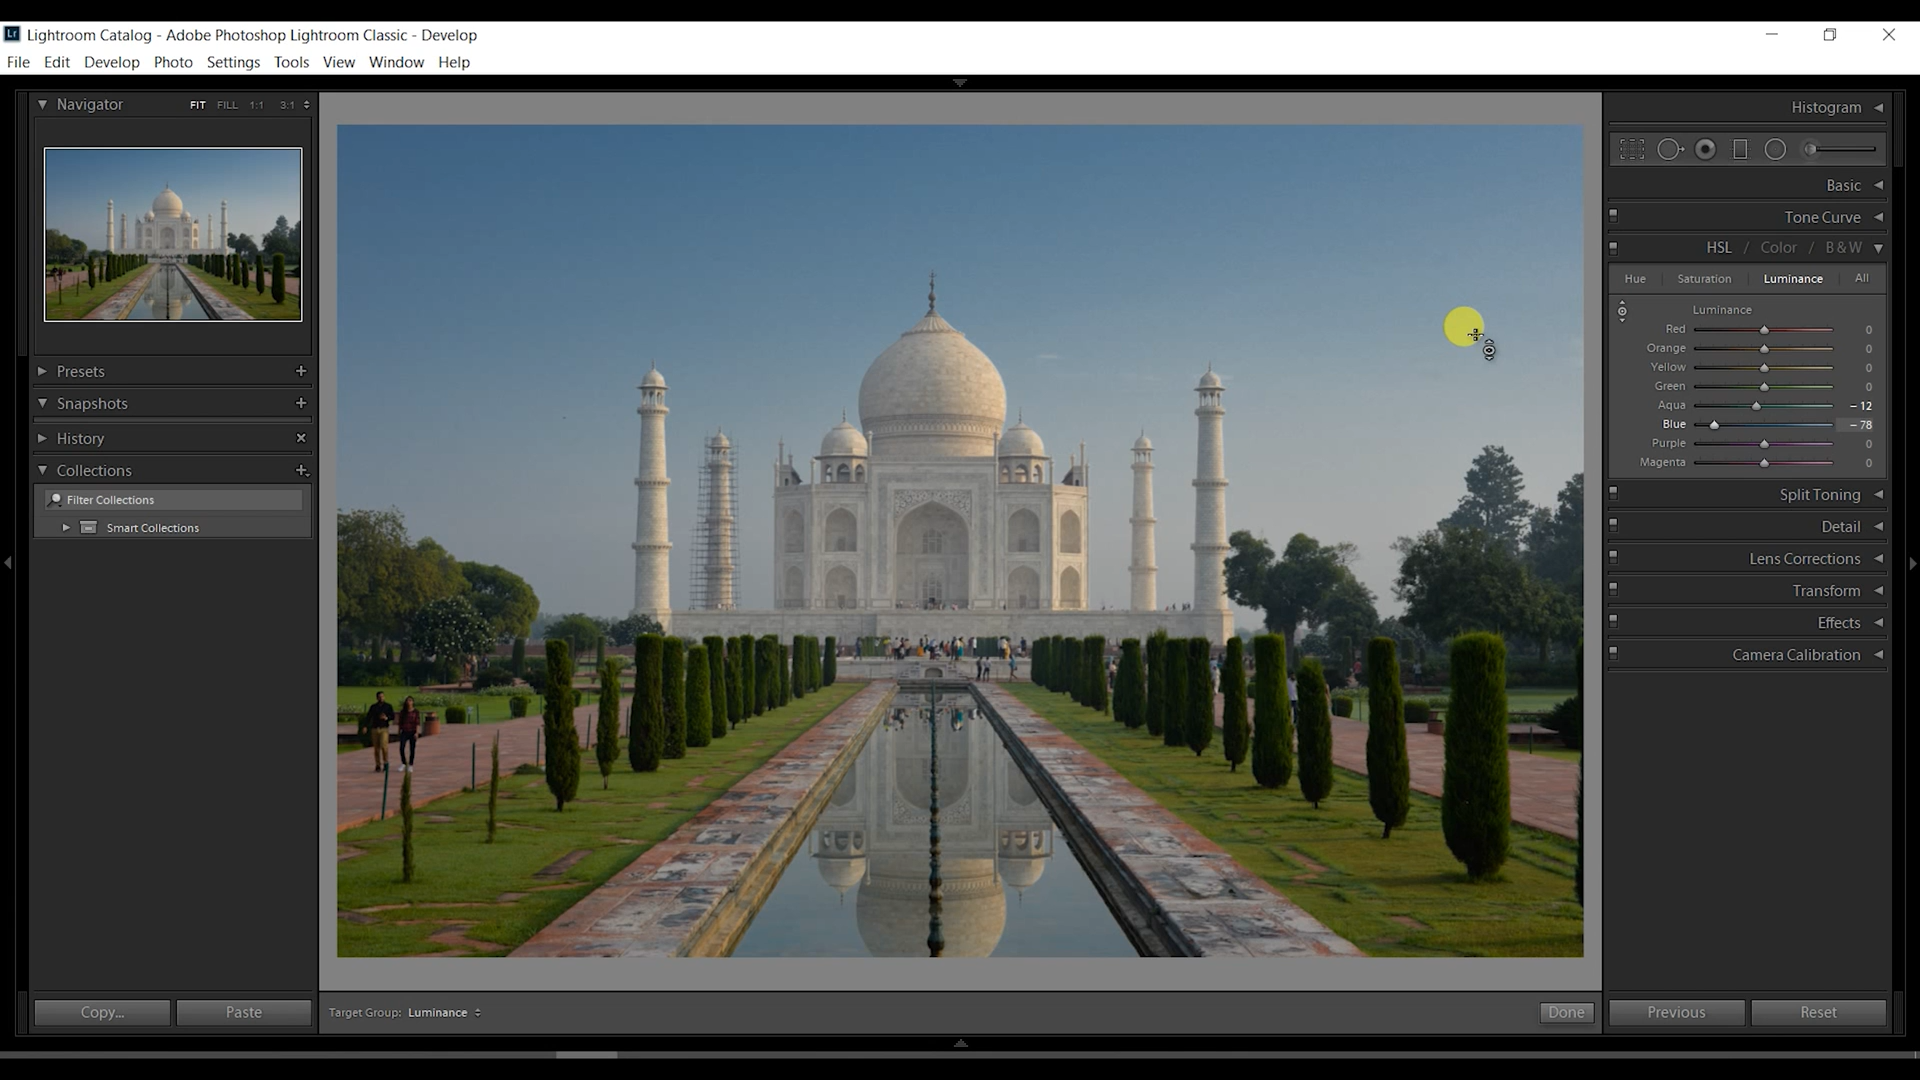 Lr Lightroom Catalog - Adobe Photoshop Lightroom Classic - Develop
File Edit Develop Photo Settings Tools View Window Help
Navigator FIT FILL 1:1 3:1
Presets
Snapshots
History
Collections
Filter Collections
Smart Collections
Copy... Paste
Target Group: Luminance
Done
Histogram
Basic
Tone Curve
HSL / Color / B & W
Hue Saturation Luminance All
Luminance
Red 0
Orange 0
Yellow 0
Green 0
Aqua – 12
Blue – 78
Purple 0
Magenta 0
Split Toning
Detail
Lens Corrections
Transform
Effects
Camera Calibration
Previous Reset